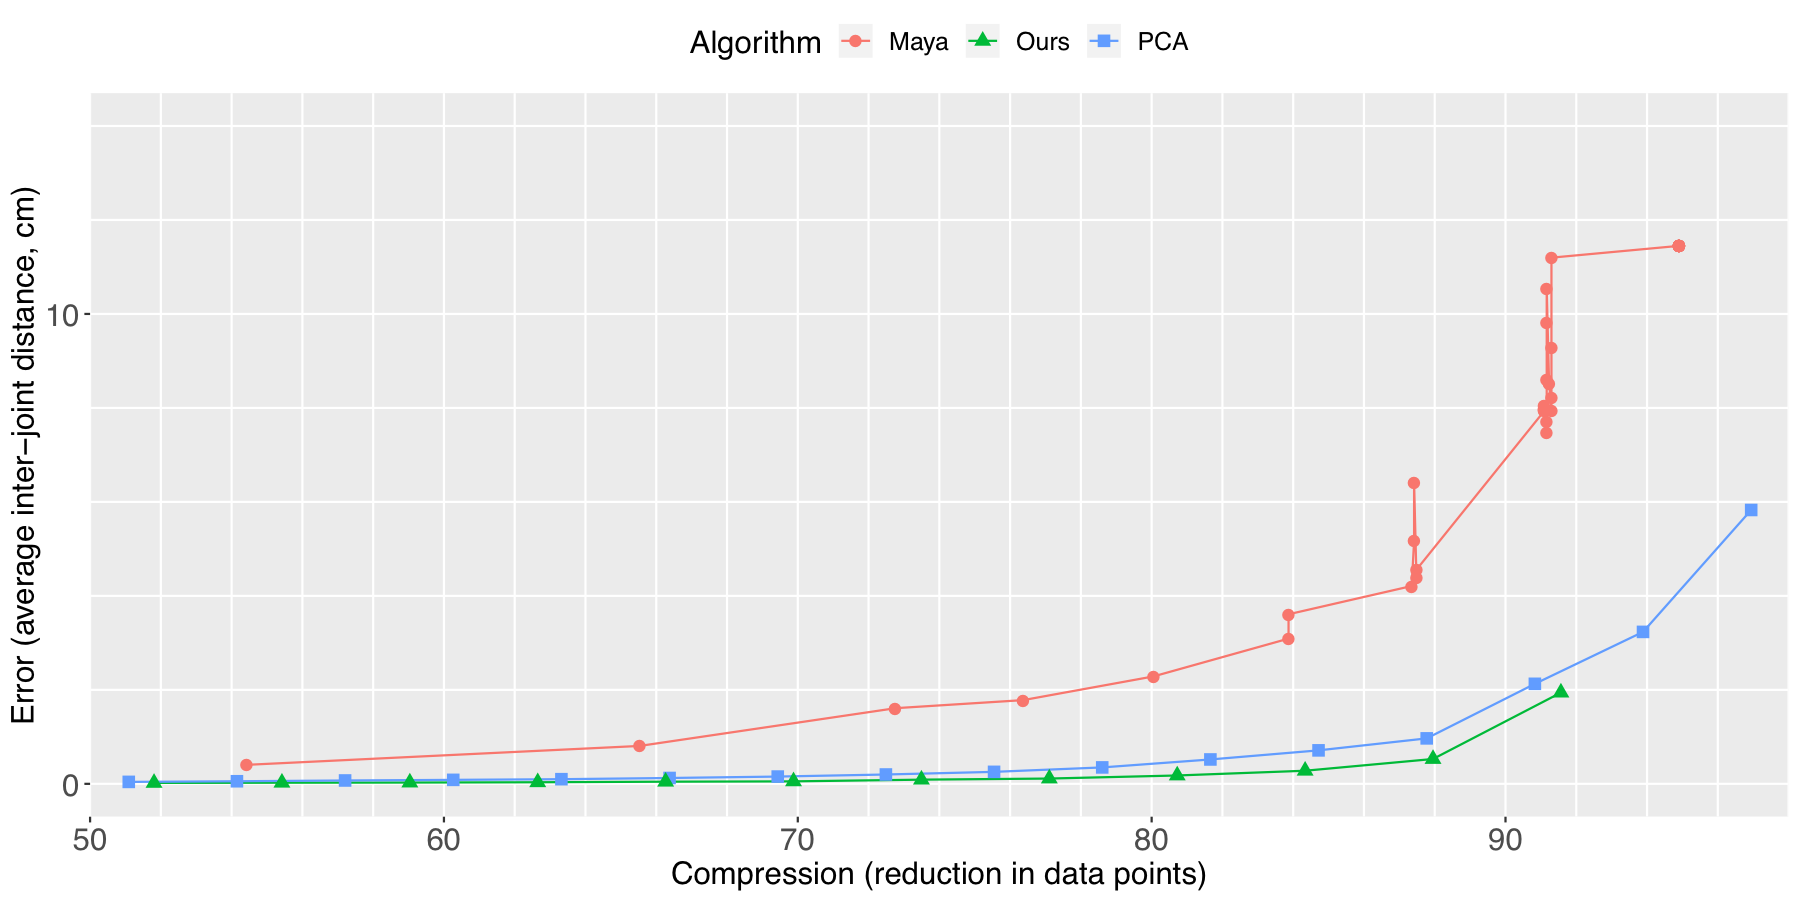 Algorithm Maya Ours PCA
Error (average inter−joint distance, cm)
10
0
50 60 70 80 90
Compression (reduction in data points)